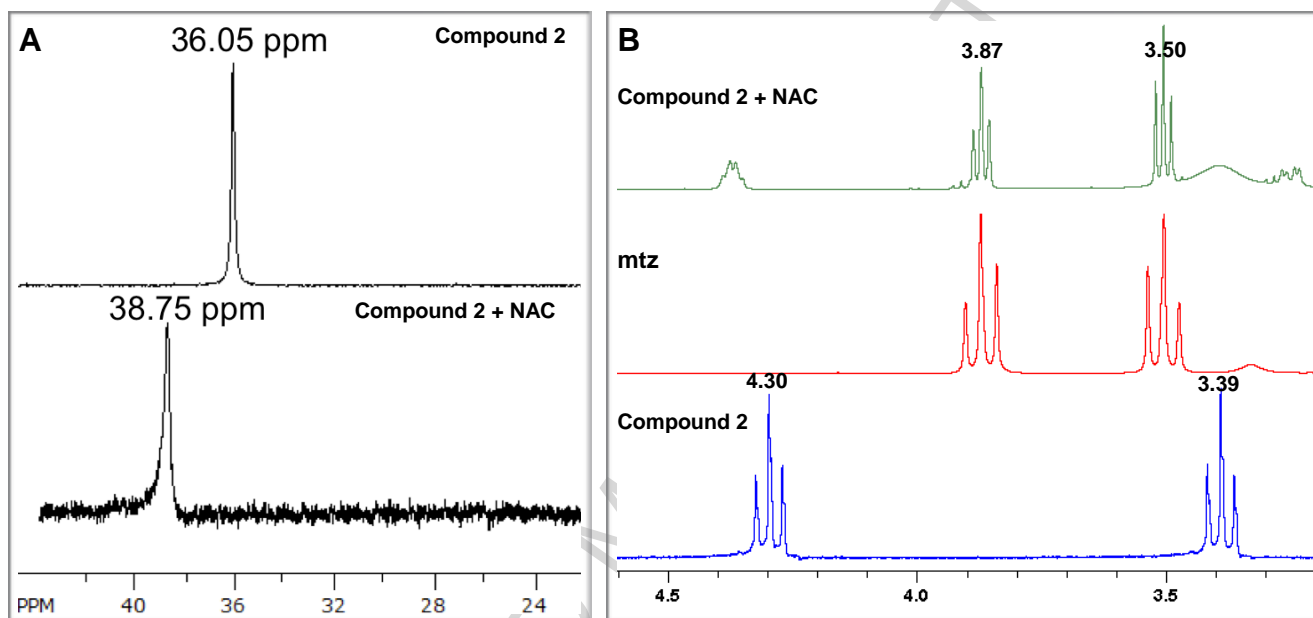 A
36.05 ppm
Compound 2
38.75 ppm
Compound 2 + NAC
PPM 40 36 32 28 24
B
3.87 3.50
Compound 2 + NAC
mtz
4.30 3.39
Compound 2
4.5 4.0 3.5